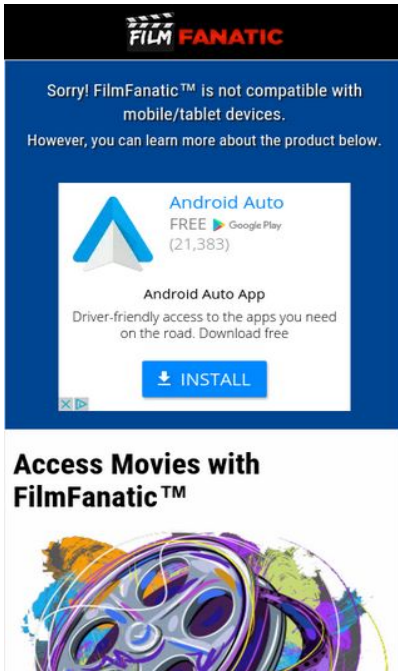 FILM FANATIC
Sorry! FilmFanatic™ is not compatible with
mobile/tablet devices.
However, you can learn more about the product below.
Android Auto
FREE Google Play
(21,383)
Android Auto App
Driver-friendly access to the apps you need
on the road. Download free
INSTALL
Access Movies with
FilmFanatic™